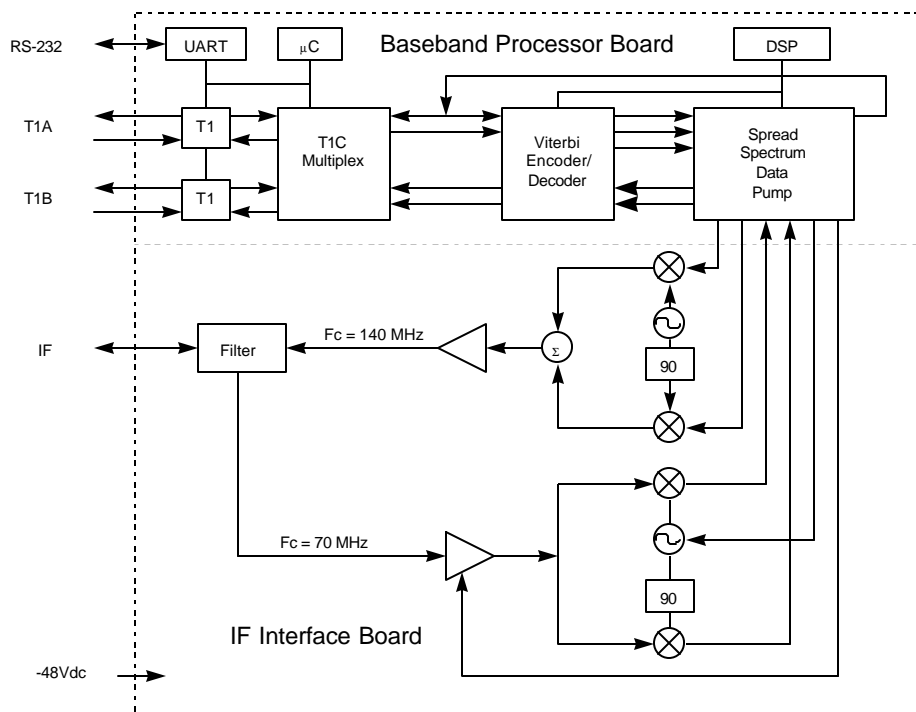 RS-232
UART
μC
Baseband Processor Board
DSP
T1A
T1
T1C
Multiplex
Viterbi
Encoder/
Decoder
Spread
Spectrum
Data
Pump
T1B
T1
IF
Filter
Fc = 140 MHz
Σ
90
Fc = 70 MHz
90
IF Interface Board
-48Vdc